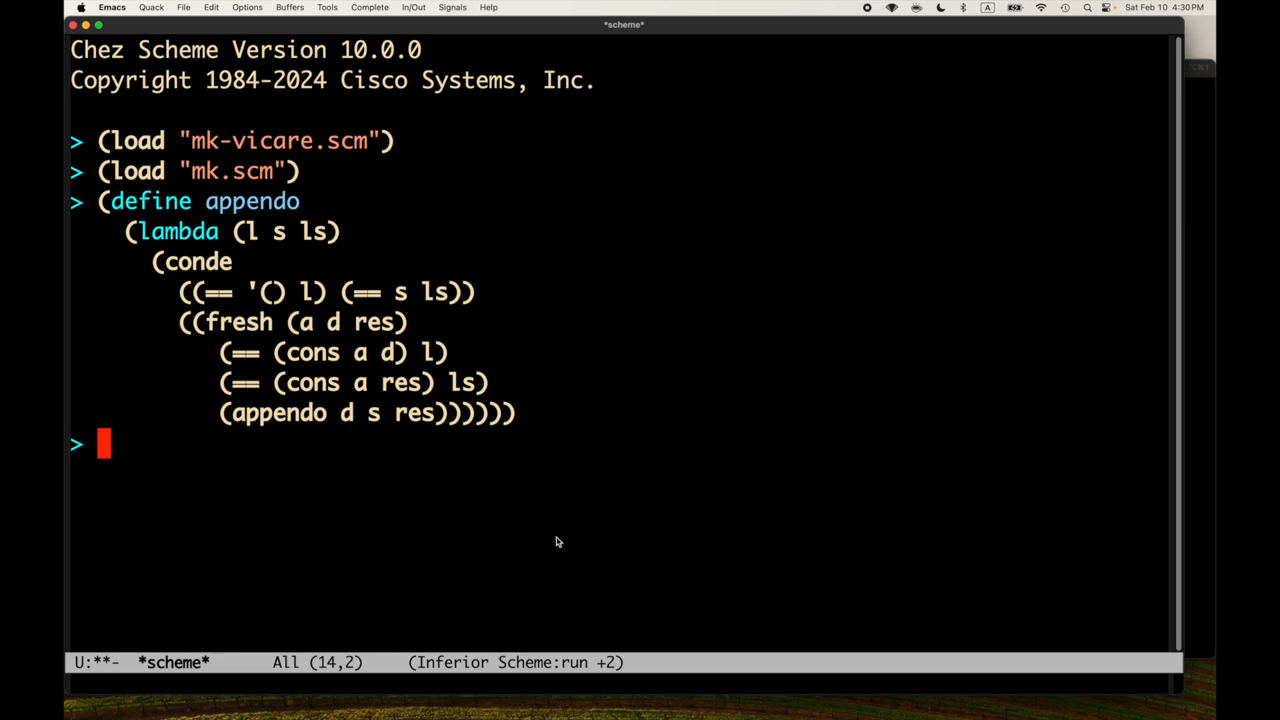 Emacs Quack File Edit Options Buffers Tools Complete In/Out Signals Help A Sat Feb 10 4:30 PM
*scheme*
Chez Scheme Version 10.0.0
Copyright 1984-2024 Cisco Systems, Inc.
> (load "mk-vicare.scm")
> (load "mk.scm")
> (define appendo
(lambda (l s ls)
(conde
((== '() l) (== s ls))
((fresh (a d res)
(== (cons a d) l)
(== (cons a res) ls)
(appendo d s res))))))
>
U:**- *scheme* All (14,2) (Inferior Scheme:run +2)